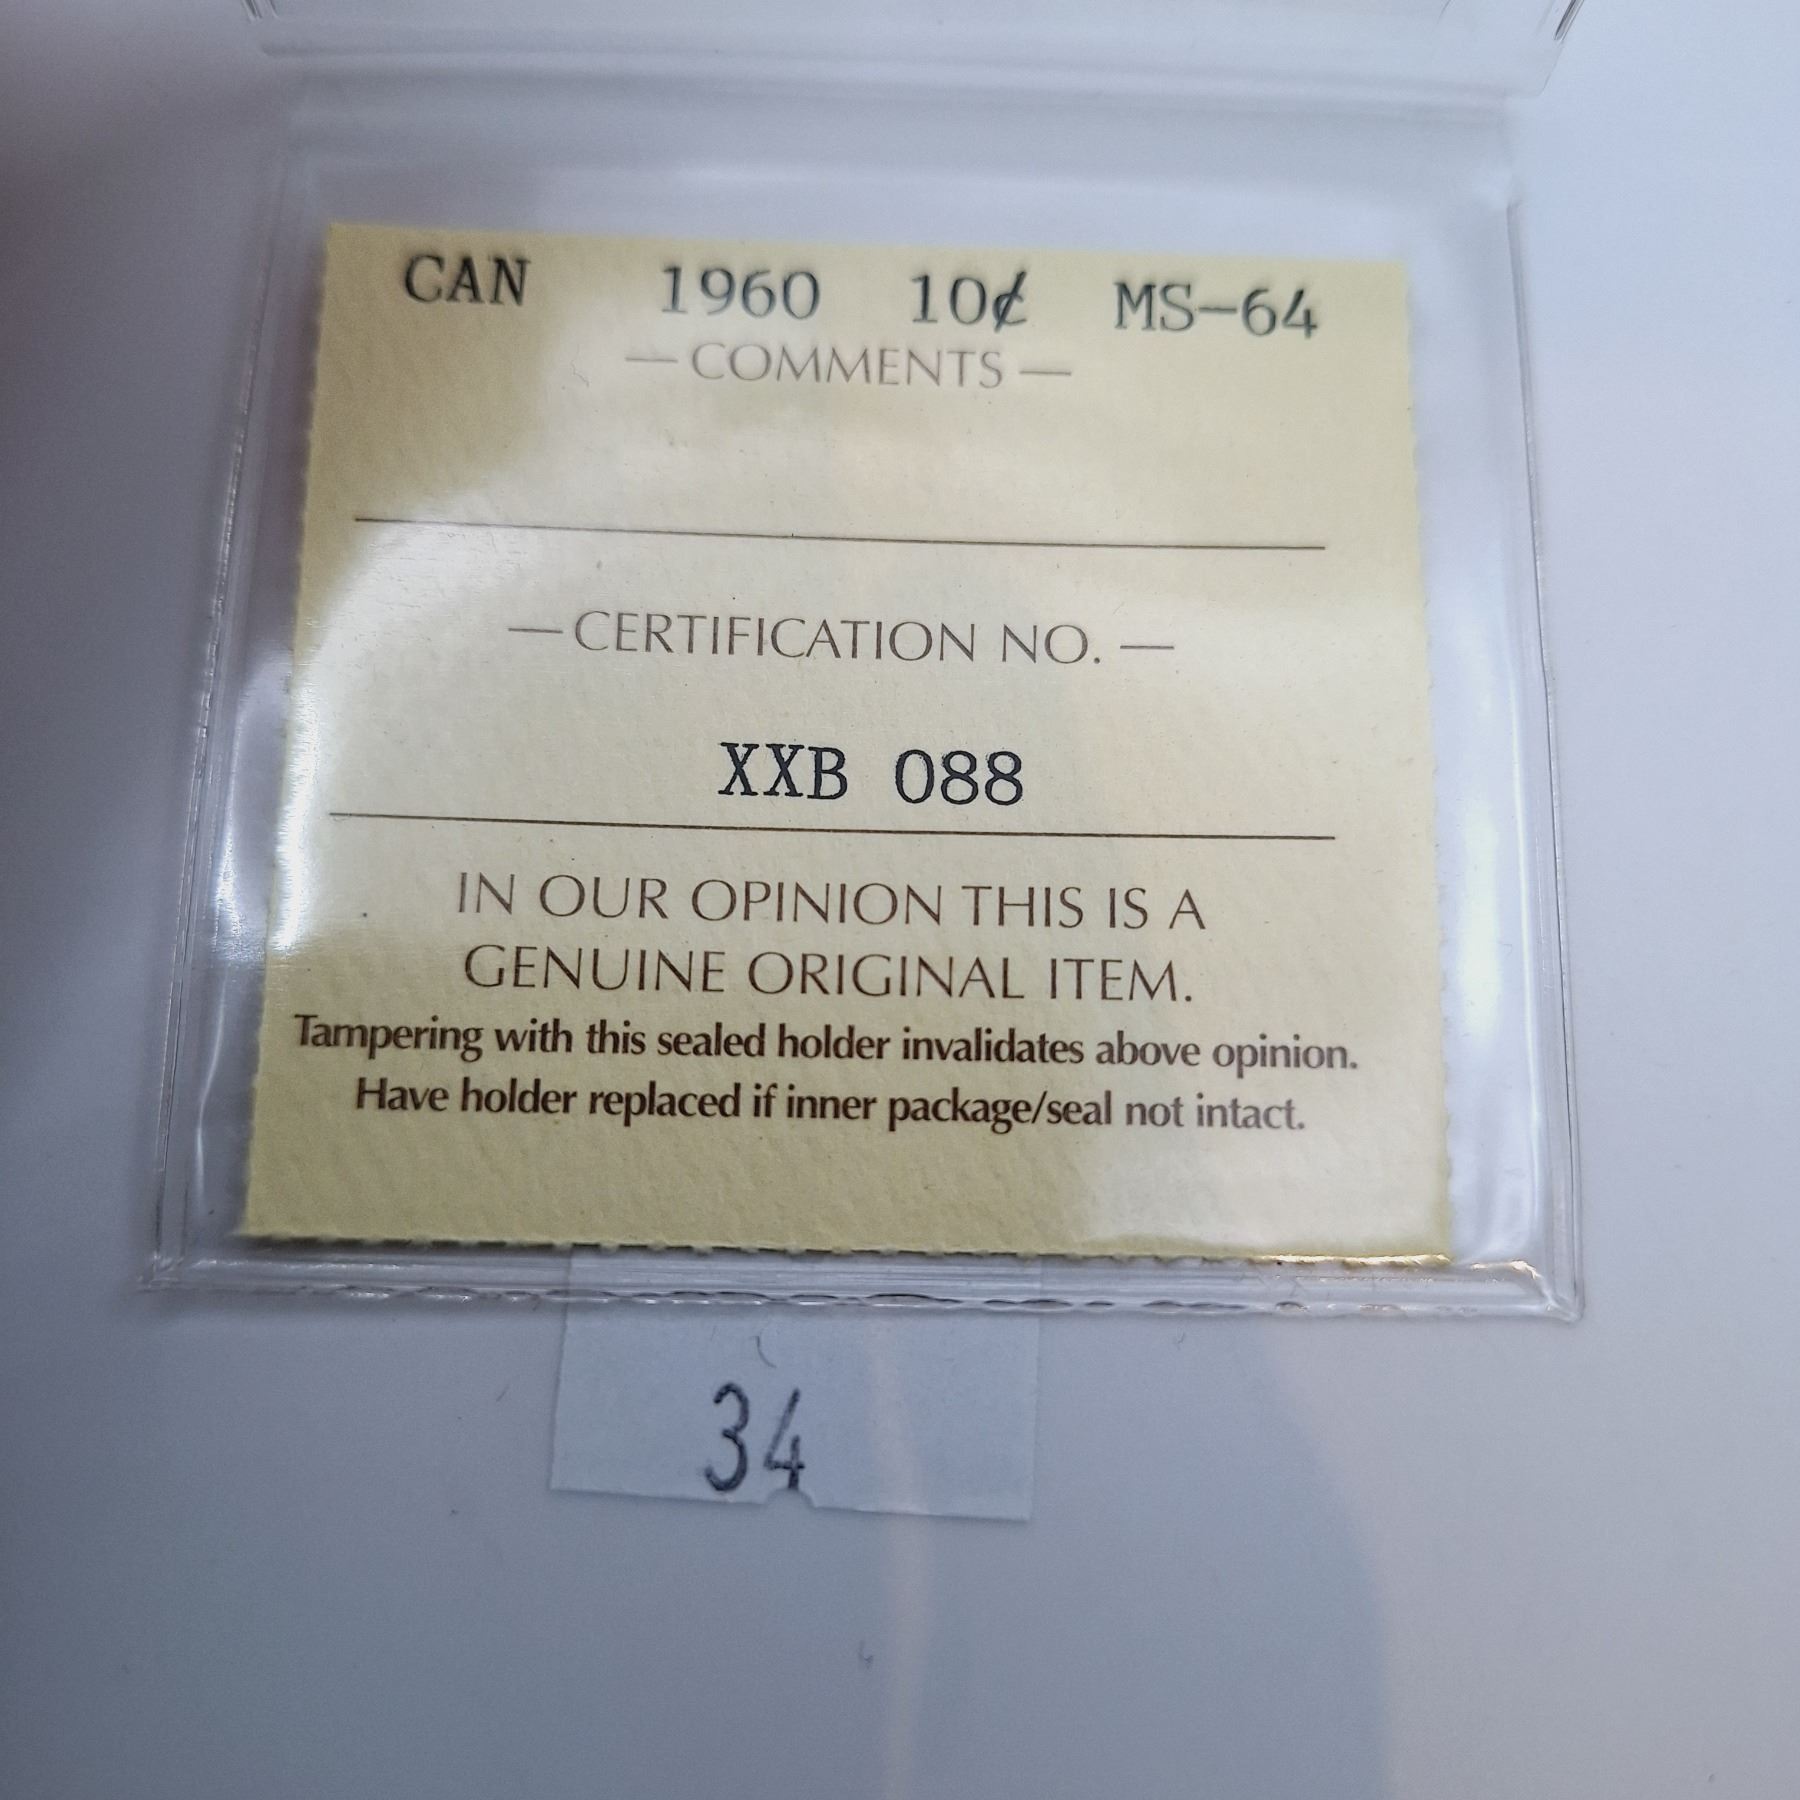 CAN 1960 10¢ MS-64
— COMMENTS —
— CERTIFICATION NO. —
XXB 088
IN OUR OPINION THIS IS A
GENUINE ORIGINAL ITEM.
Tampering with this sealed holder invalidates above opinion.
Have holder replaced if inner package/seal not intact.
34